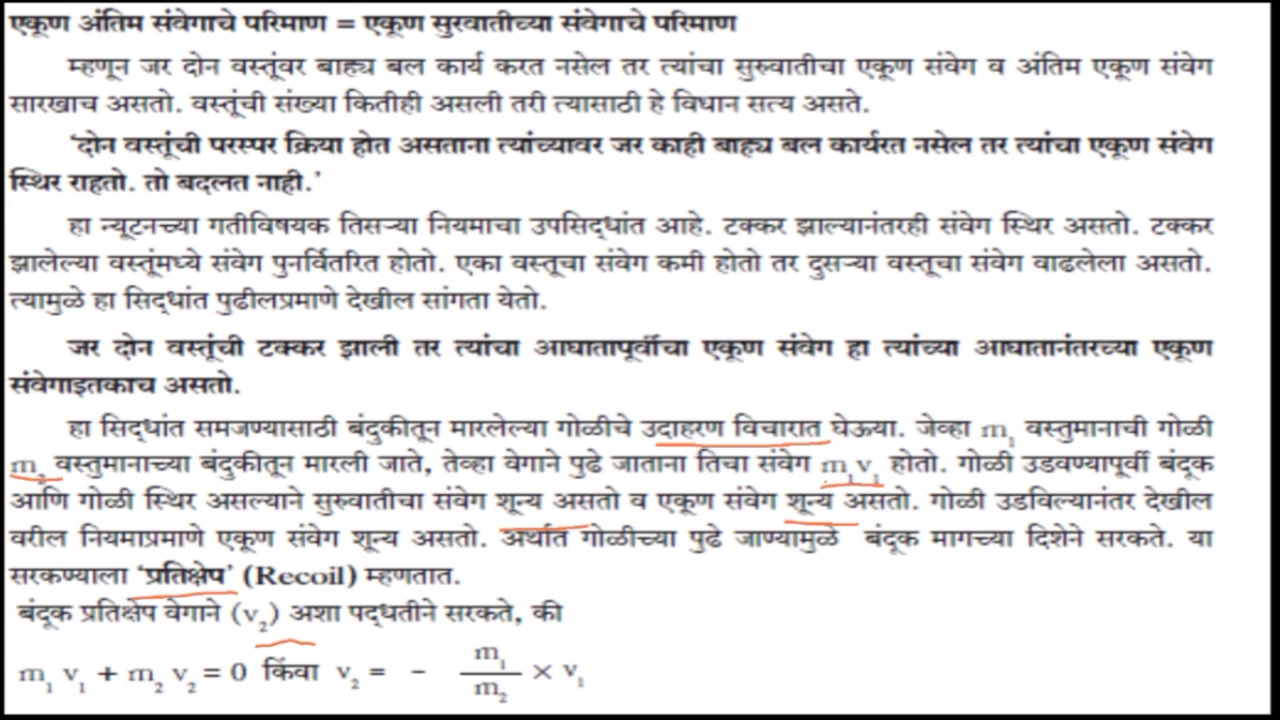 एकूण अंतिम संवेगाचे परिमाण = एकूण सुरवातीच्या संवेगाचे परिमाण
म्हणून जर दोन वस्तूंवर बाह्य बल कार्य करत नसेल तर त्यांचा सुरुवातीचा एकूण संवेग व अंतिम एकूण संवेग
सारखाच असतो. वस्तूंची संख्या कितीही असली तरी त्यासाठी हे विधान सत्य असते.
'दोन वस्तूंची परस्पर क्रिया होत असताना त्यांच्यावर जर काही बाह्य बल कार्यरत नसेल तर त्यांचा एकूण संवेग
स्थिर राहतो. तो बदलत नाही.'
हा न्यूटनच्या गतीविषयक तिसऱ्या नियमाचा उपसिद्धांत आहे. टक्कर झाल्यानंतरही संवेग स्थिर असतो. टक्कर
झालेल्या वस्तूंमध्ये संवेग पुनर्वितरित होतो. एका वस्तूचा संवेग कमी होतो तर दुसऱ्या वस्तूचा संवेग वाढलेला असतो.
त्यामुळे हा सिद्धांत पुढीलप्रमाणे देखील सांगता येतो.
जर दोन वस्तूंची टक्कर झाली तर त्यांचा आघातापूर्वीचा एकूण संवेग हा त्यांच्या आघातानंतरच्या एकूण
संवेगाइतकाच असतो.
हा सिद्धांत समजण्यासाठी बंदुकीतून मारलेल्या गोळीचे उदाहरण विचारात घेऊया. जेव्हा m₁ वस्तुमानाची गोळी
m₂ वस्तुमानाच्या बंदुकीतून मारली जाते, तेव्हा वेगाने पुढे जाताना तिचा संवेग m₁v₁ होतो. गोळी उडवण्यापूर्वी बंदूक
आणि गोळी स्थिर असल्याने सुरुवातीचा संवेग शून्य असतो व एकूण संवेग शून्य असतो. गोळी उडविल्यानंतर देखील
वरील नियमाप्रमाणे एकूण संवेग शून्य असतो. अर्थात गोळीच्या पुढे जाण्यामुळे बंदूक मागच्या दिशेने सरकते. या
सरकण्याला 'प्रतिक्षेप' (Recoil) म्हणतात.
बंदूक प्रतिक्षेप वेगाने (v₂) अशा पद्धतीने सरकते, की
m₁ v₁ + m₂ v₂ = 0 किंवा v₂ = - m₁/m₂ × v₁